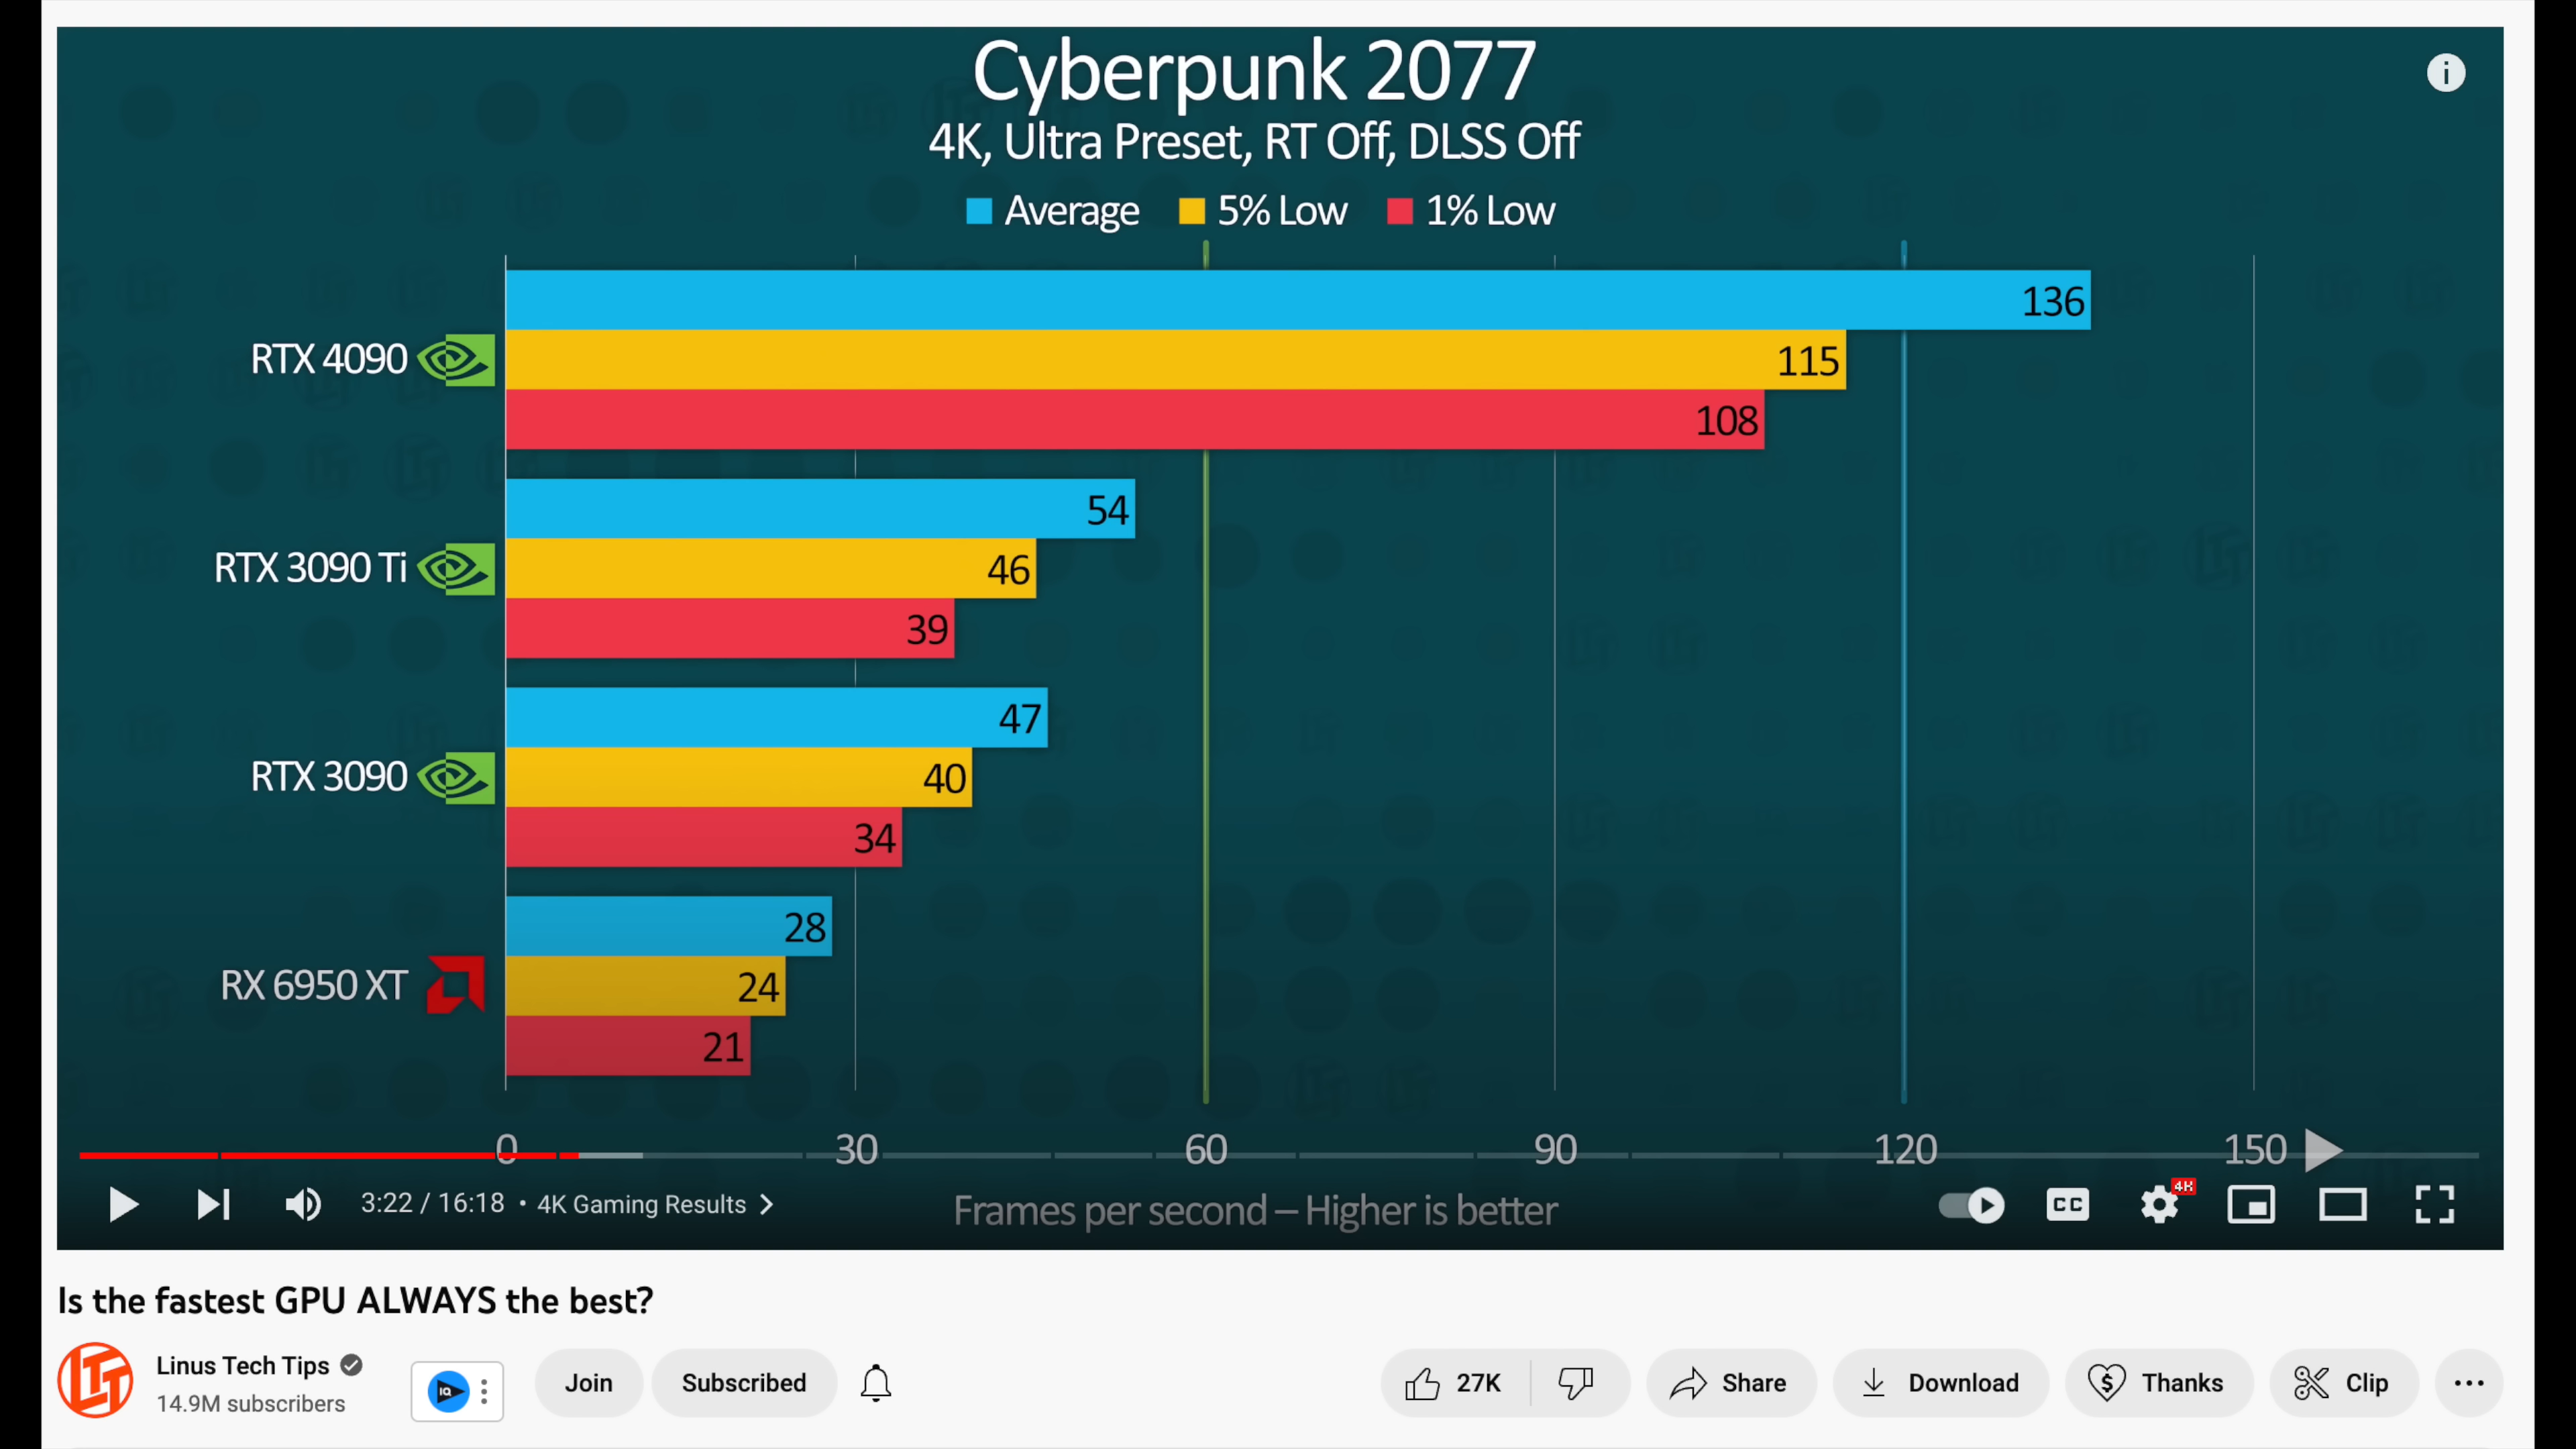 Cyberpunk 2077
4K, Ultra Preset, RT Off, DLSS Off
Average 5% Low 1% Low
RTX 4090
136
115
108
RTX 3090 Ti
54
46
39
RTX 3090
47
40
34
RX 6950 XT
28
24
21
0 30 60 90 120 150
Frames per second – Higher is better
3:22 / 16:18 • 4K Gaming Results
CC
4K
Is the fastest GPU ALWAYS the best?
LTT
Linus Tech Tips
14.9M subscribers
IQ
Join
Subscribed
27K
Share
Download
Thanks
Clip